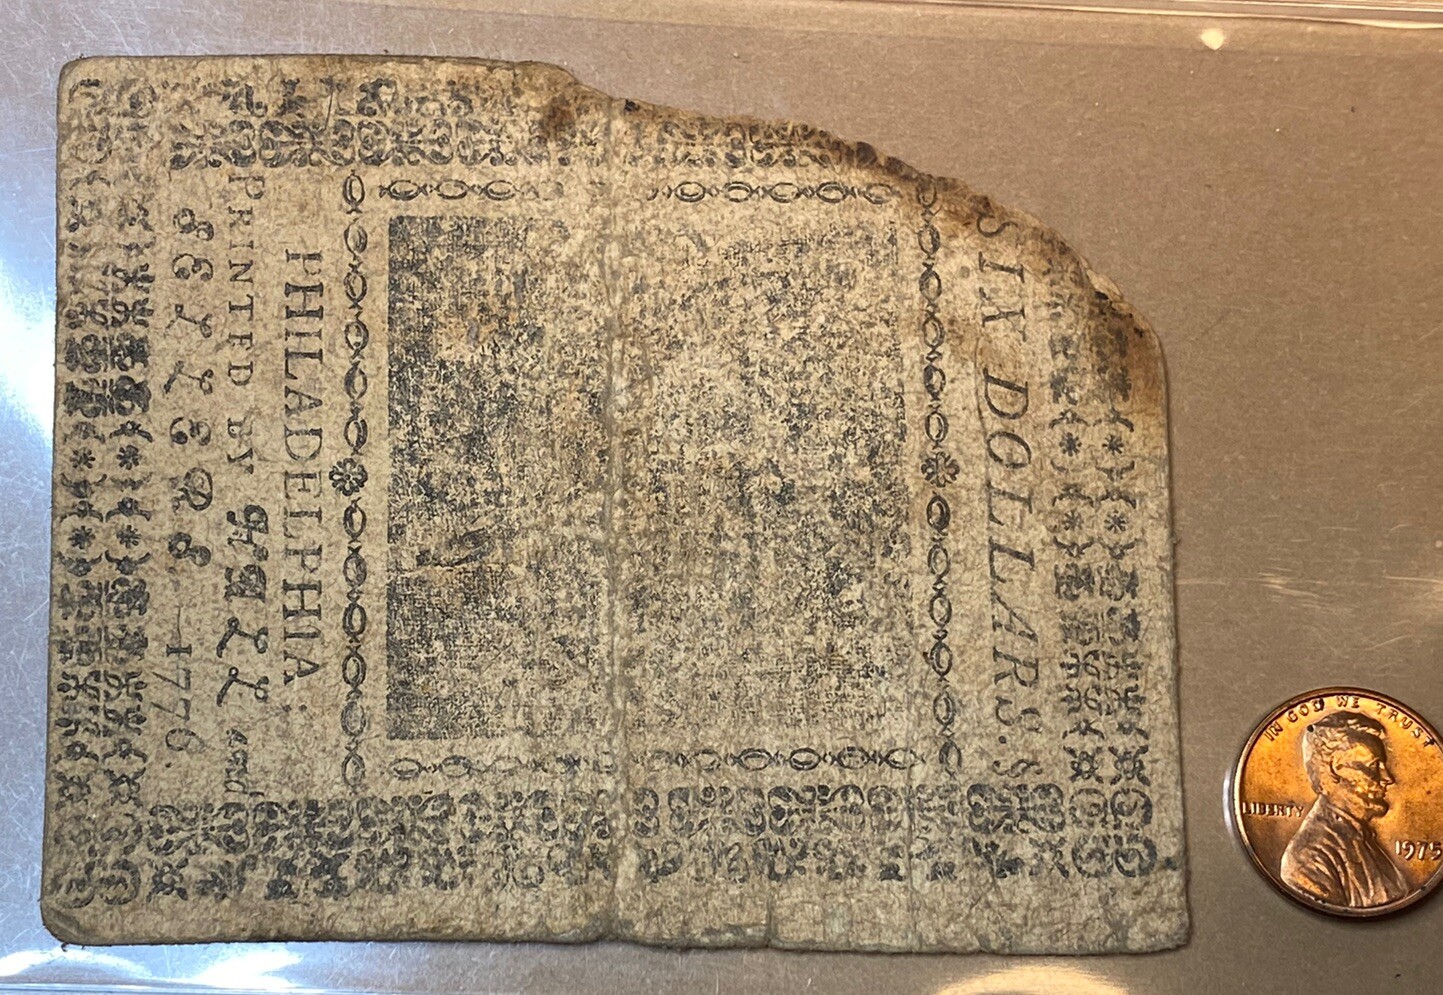 SIX DOLLARS.
PHILADELPHIA:
PRINTED BY HALL and
SELLERS. 1776.
IN GOD WE TRUST
LIBERTY
1975